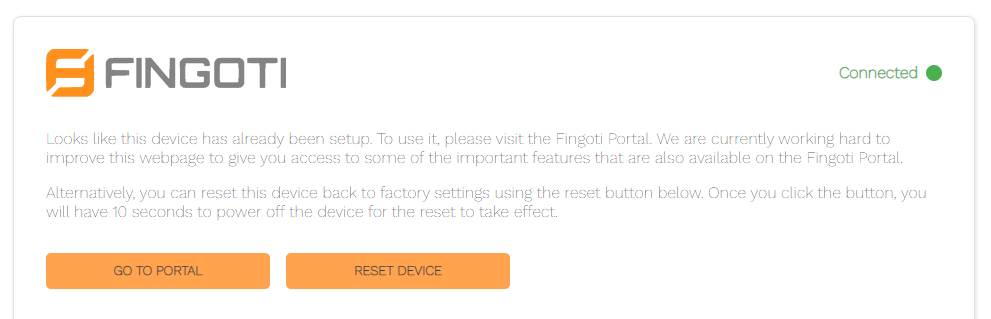 FINGOTI
Connected
Looks like this device has already been setup. To use it, please visit the Fingoti Portal. We are currently working hard to
improve this webpage to give you access to some of the important features that are also available on the Fingoti Portal.
Alternatively, you can reset this device back to factory settings using the reset button below. Once you click the button, you
will have 10 seconds to power off the device for the reset to take effect.
GO TO PORTAL
RESET DEVICE